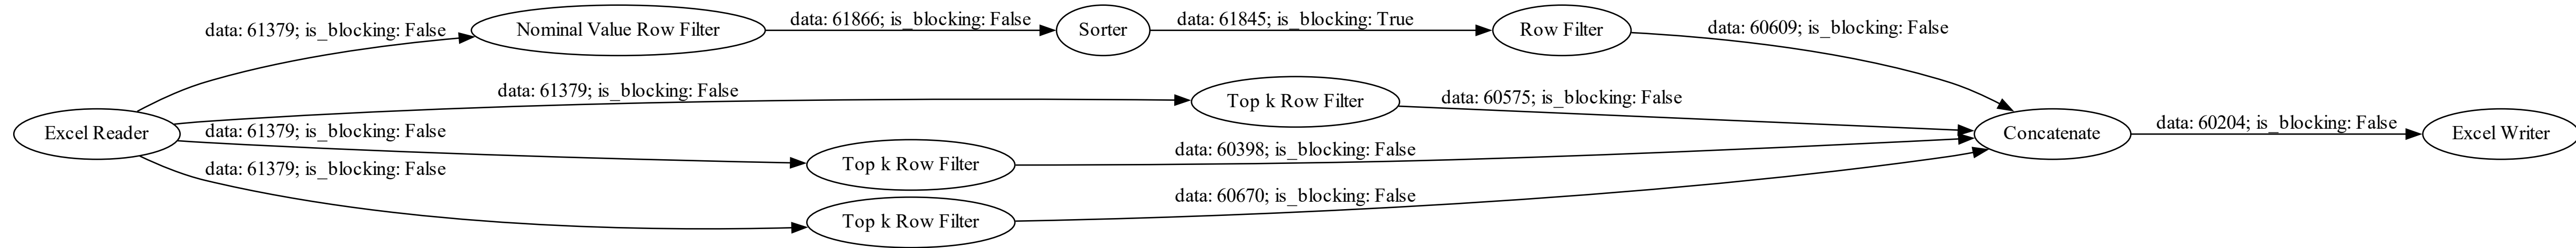 data: 61379; is_blocking: False
Nominal Value Row Filter
data: 61866; is_blocking: False
Sorter
data: 61845; is_blocking: True
Row Filter
data: 60609; is_blocking: False
data: 61379; is_blocking: False
Top k Row Filter
data: 60575; is_blocking: False
Excel Reader
data: 61379; is_blocking: False
Top k Row Filter
data: 60398; is_blocking: False
Concatenate
data: 60204; is_blocking: False
Excel Writer
data: 61379; is_blocking: False
Top k Row Filter
data: 60670; is_blocking: False